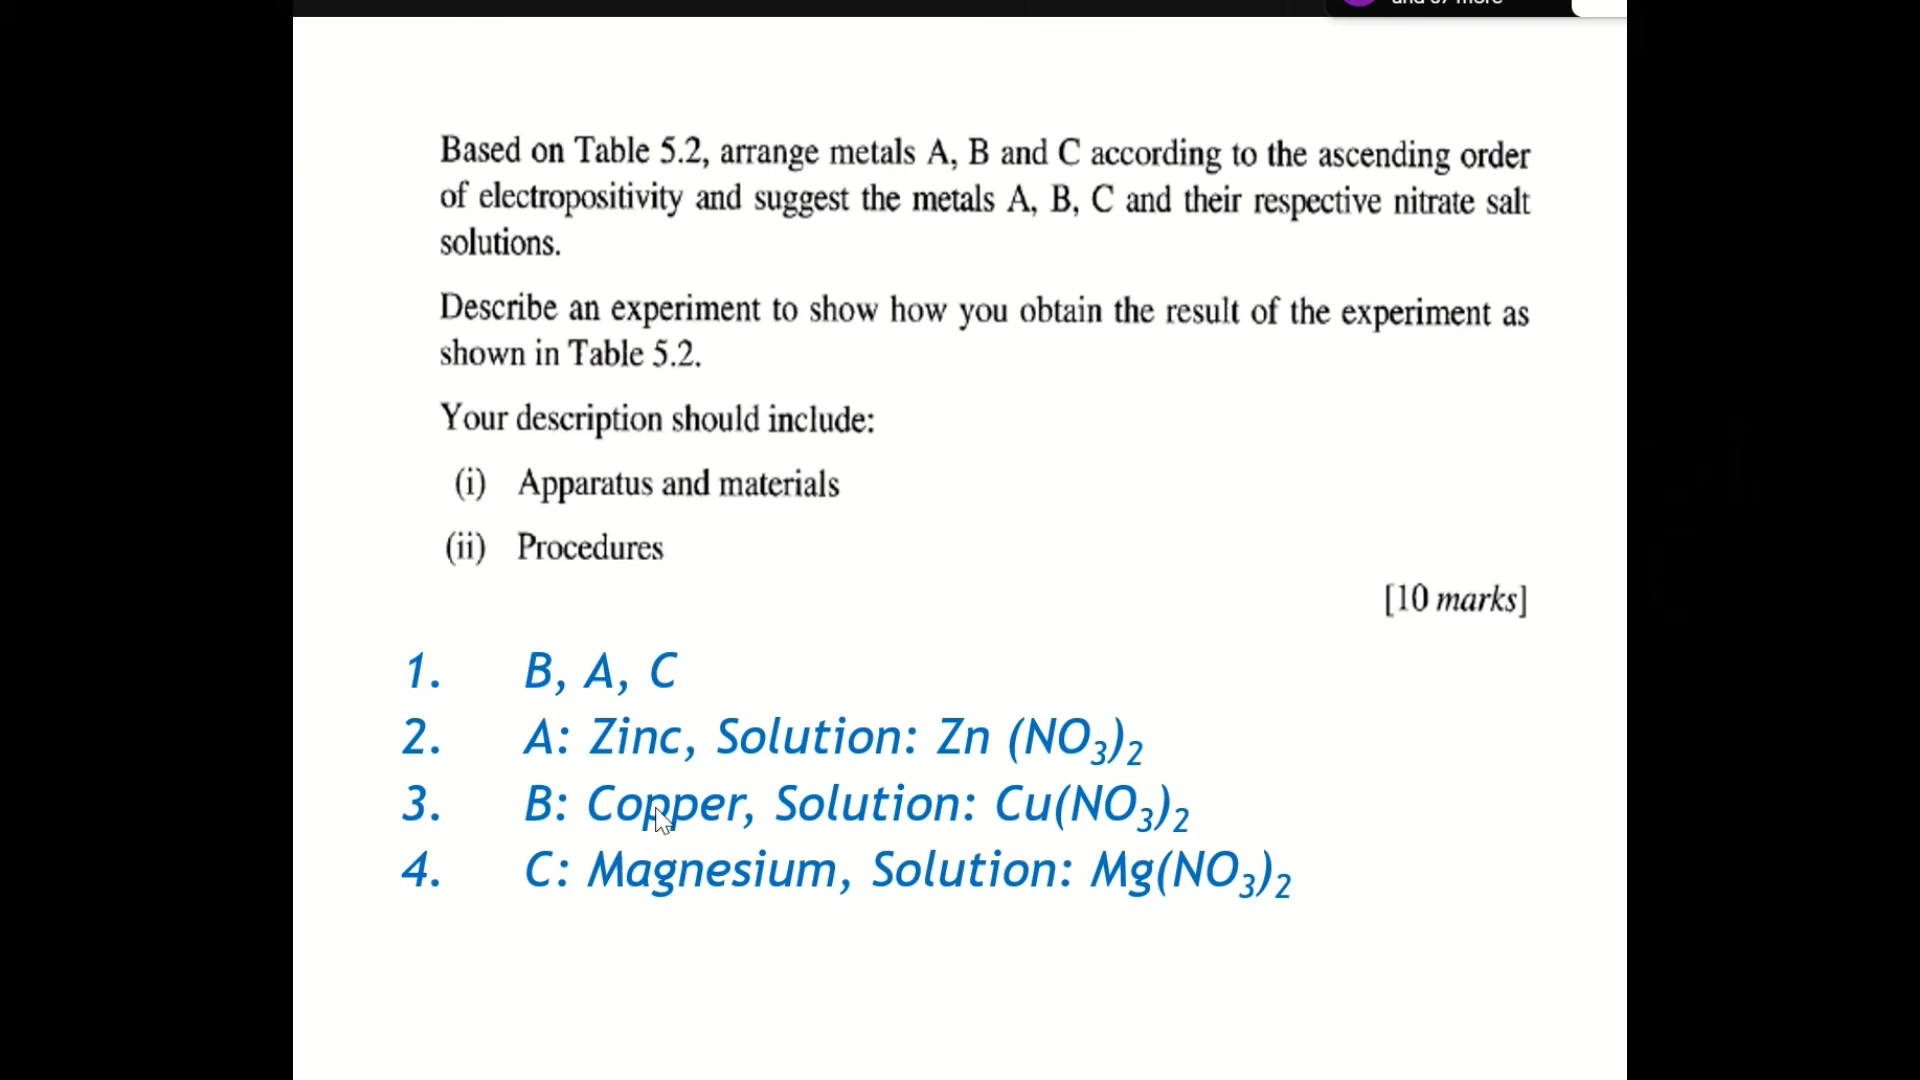 Based on Table 5.2, arrange metals A, B and C according to the ascending order
of electropositivity and suggest the metals A, B, C and their respective nitrate salt
solutions.
Describe an experiment to show how you obtain the result of the experiment as
shown in Table 5.2.
Your description should include:
(i) Apparatus and materials
(ii) Procedures
[10 marks]
1. B, A, C
2. A: Zinc, Solution: Zn (NO₃)₂
3. B: Copper, Solution: Cu(NO₃)₂
4. C: Magnesium, Solution: Mg(NO₃)₂